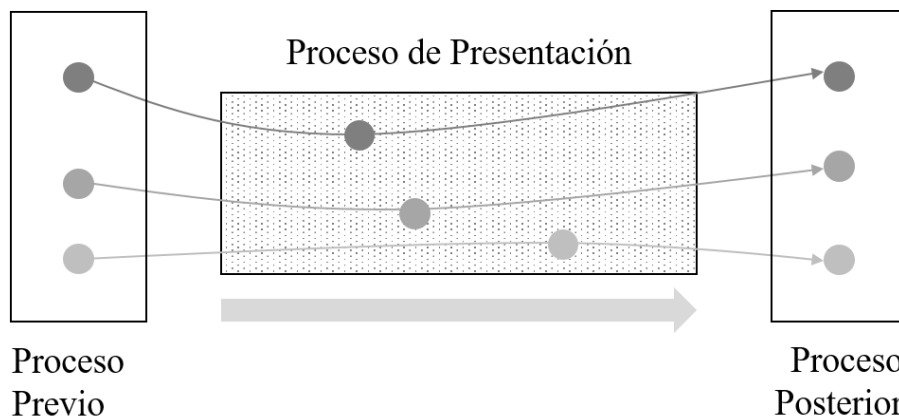 Proceso de Presentación
Proceso
Previo
Proceso
Posterior